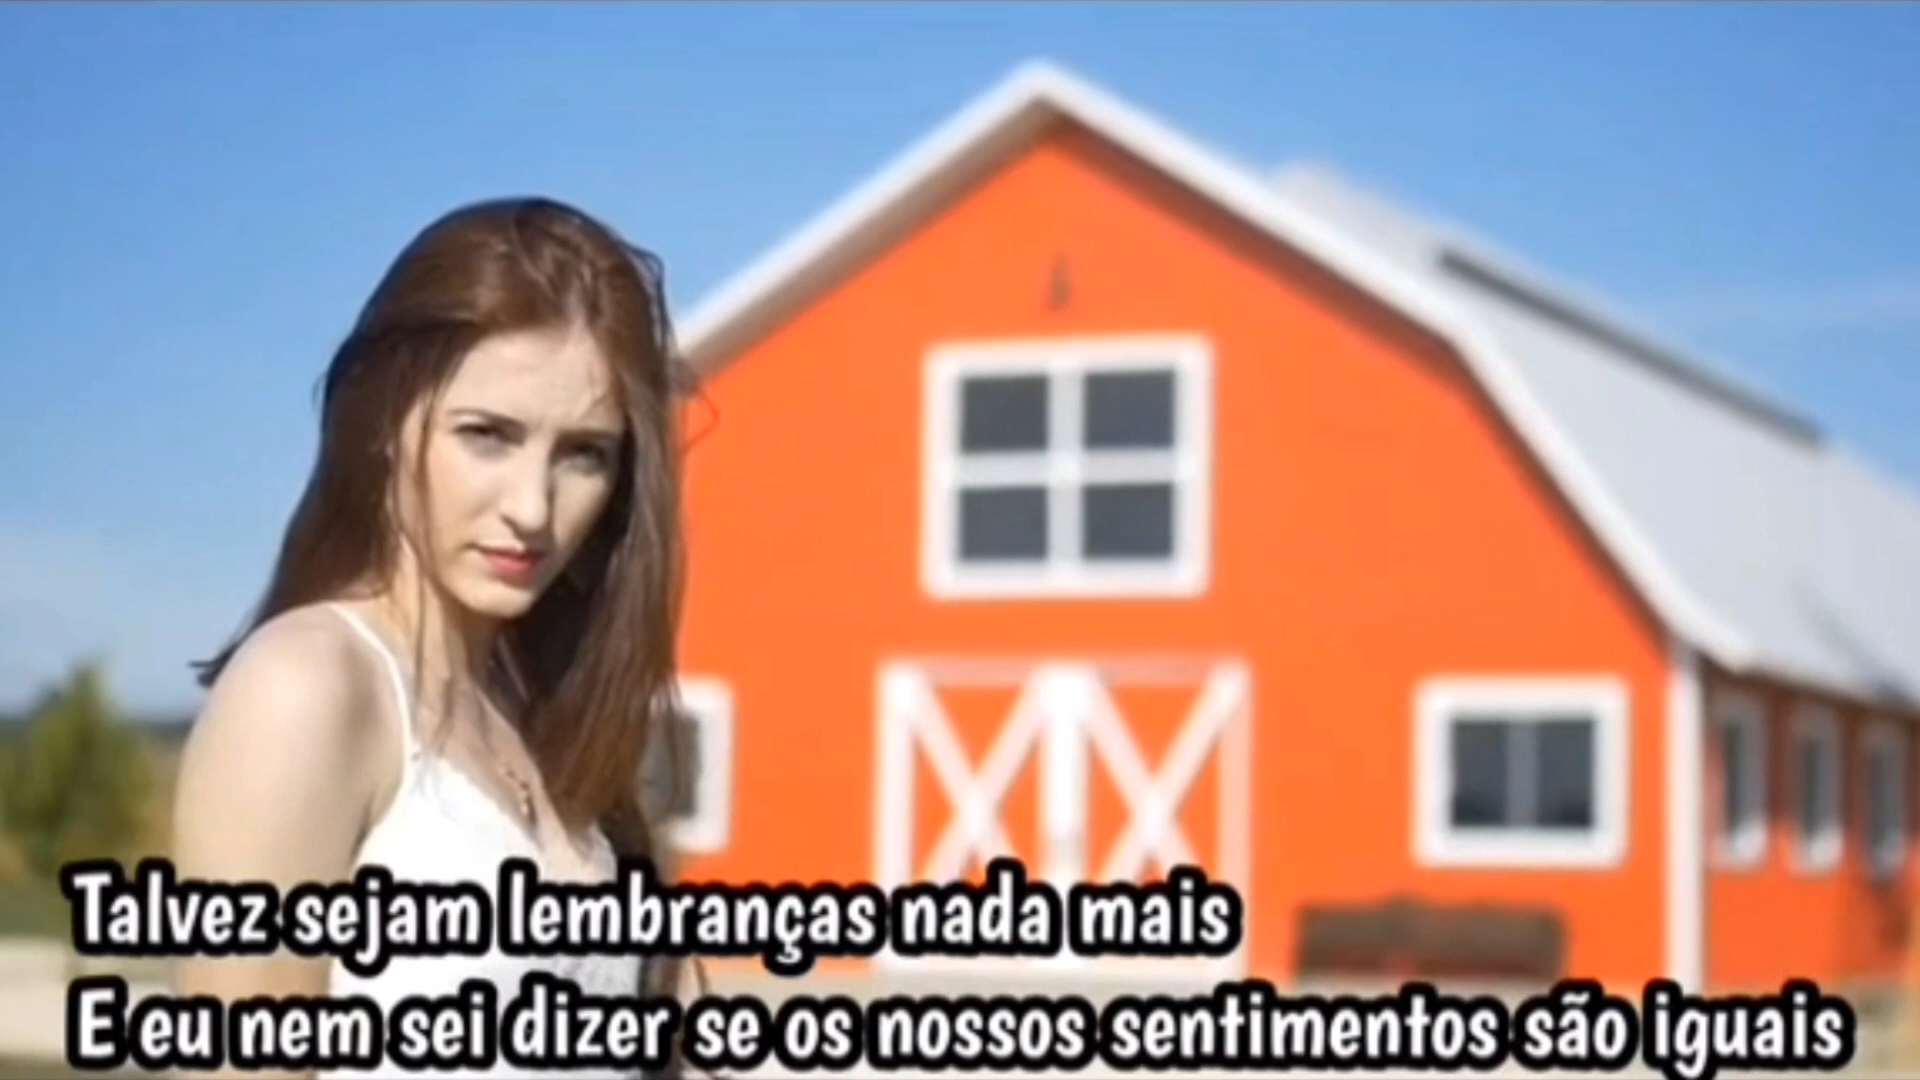 Talvez sejam lembranças nada mais
E eu nem sei dizer se os nossos sentimentos são iguais